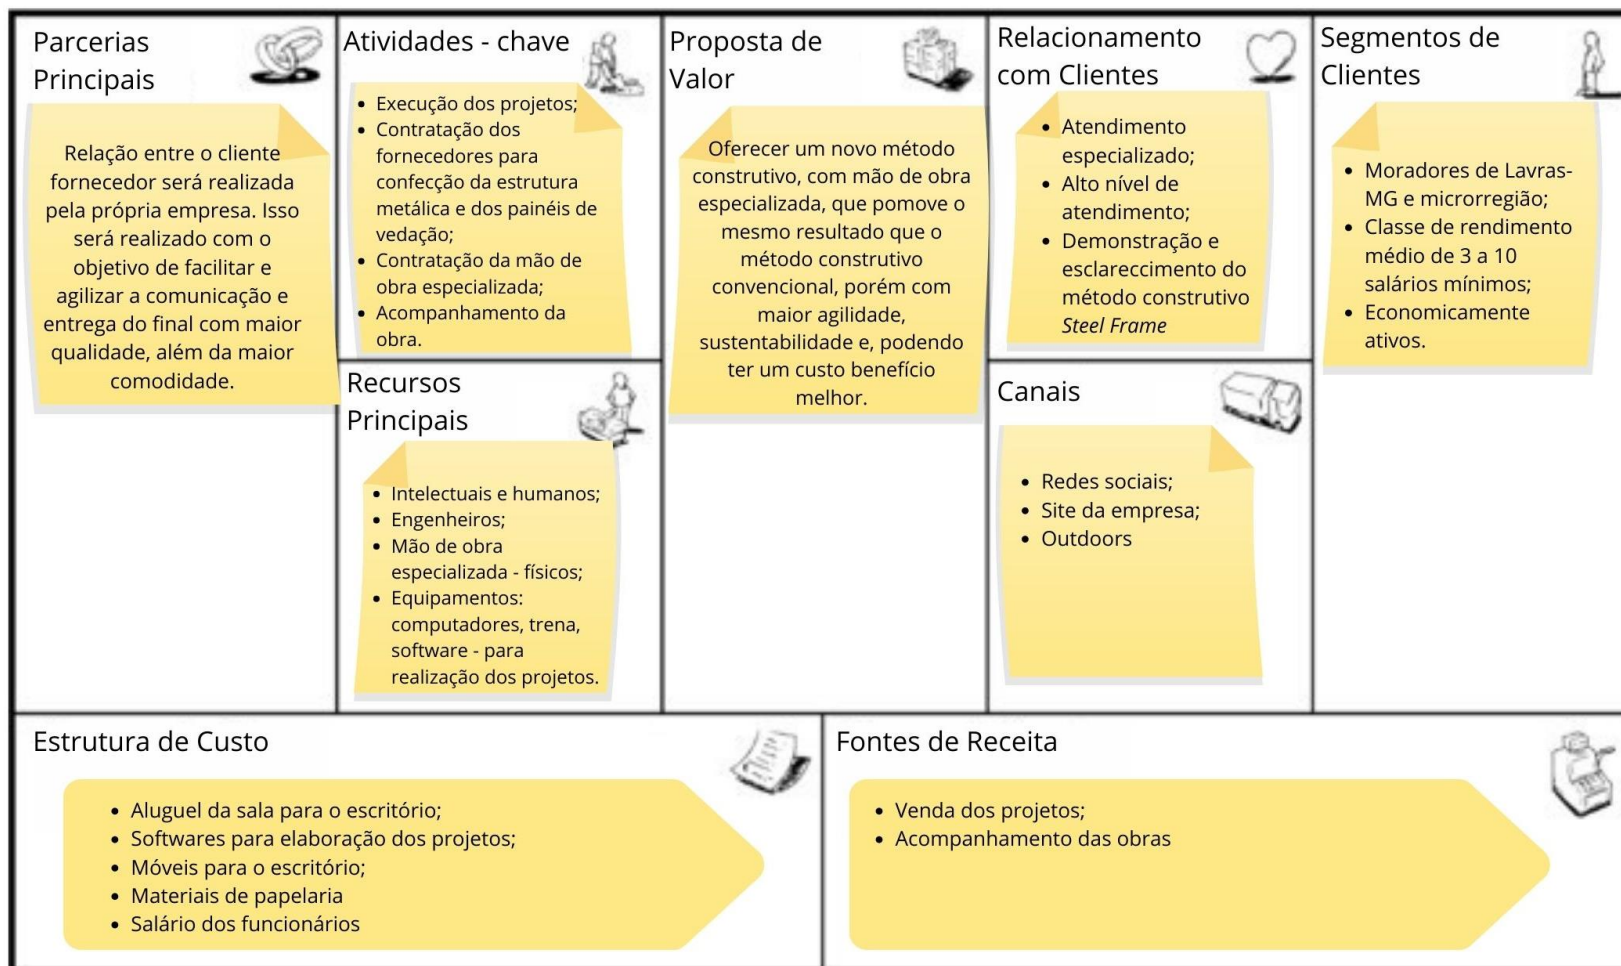 Parcerias
Principais
Relação entre o cliente
fornecedor será realizada
pela própria empresa. Isso
será realizado com o
objetivo de facilitar e
agilizar a comunicação e
entrega do final com maior
qualidade, além da maior
comodidade.
Atividades - chave
• Execução dos projetos;
• Contratação dos
fornecedores para
confecção da estrutura
metálica e dos painéis de
vedação;
• Contratação da mão de
obra especializada;
• Acompanhamento da
obra.
Recursos
Principais
• Intelectuais e humanos;
• Engenheiros;
• Mão de obra
especializada - físicos;
• Equipamentos:
computadores, trena,
software - para
realização dos projetos.
Proposta de
Valor
Oferecer um novo método
construtivo, com mão de obra
especializada, que pomove o
mesmo resultado que o
método construtivo
convencional, porém com
maior agilidade,
sustentabilidade e, podendo
ter um custo benefício
melhor.
Relacionamento
com Clientes
• Atendimento
especializado;
• Alto nível de
atendimento;
• Demonstração e
esclareccimento do
método construtivo
Steel Frame
Canais
• Redes sociais;
• Site da empresa;
• Outdoors
Segmentos de
Clientes
• Moradores de Lavras-
MG e microrregião;
• Classe de rendimento
médio de 3 a 10
salários mínimos;
• Economicamente
ativos.
Estrutura de Custo
• Aluguel da sala para o escritório;
• Softwares para elaboração dos projetos;
• Móveis para o escritório;
• Materiais de papelaria
• Salário dos funcionários
Fontes de Receita
• Venda dos projetos;
• Acompanhamento das obras